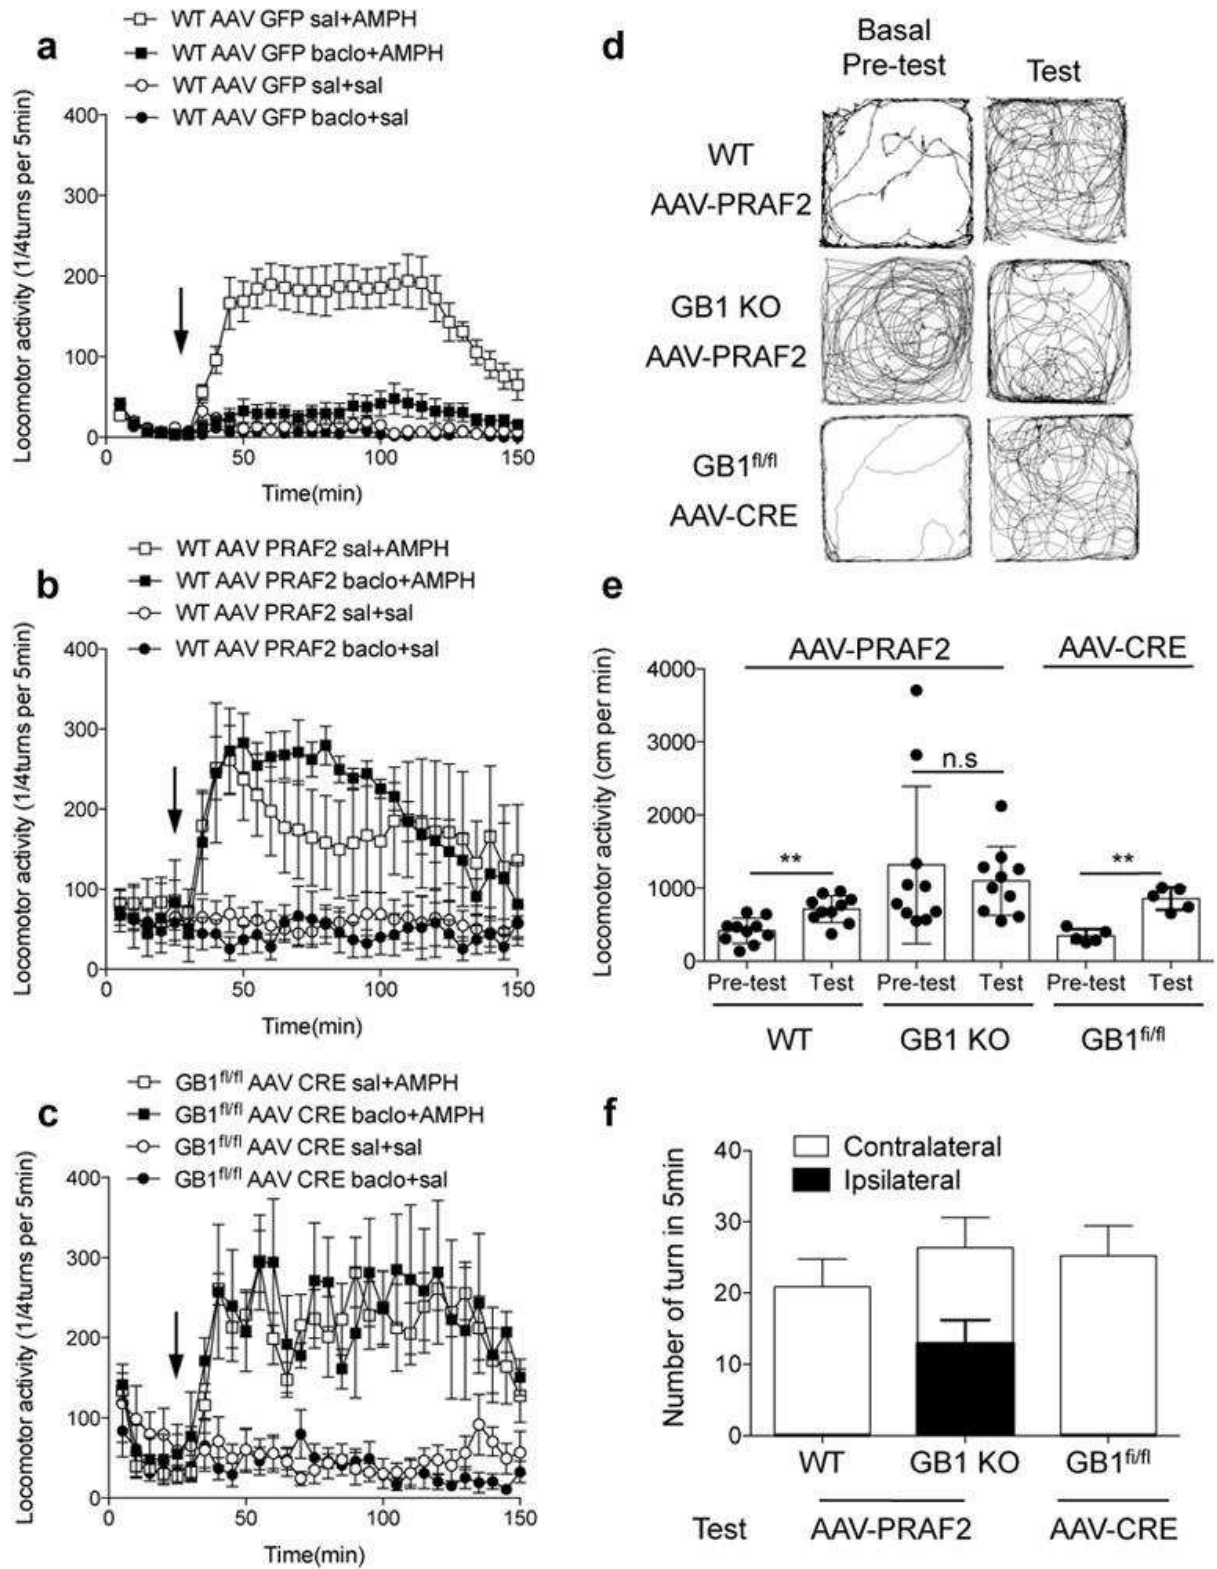 a
WT AAV GFP sal+AMPH
WT AAV GFP baclo+AMPH
WT AAV GFP sal+sal
WT AAV GFP baclo+sal
Locomotor activity (1/4turns per 5min)
400
300
200
100
0
0
50
100
150
Time(min)
b
WT AAV PRAF2 sal+AMPH
WT AAV PRAF2 baclo+AMPH
WT AAV PRAF2 sal+sal
WT AAV PRAF2 baclo+sal
Locomotor activity (1/4turns per 5min)
400
300
200
100
0
0
50
100
150
Time(min)
c
GB1fl/fl AAV CRE sal+AMPH
GB1fl/fl AAV CRE baclo+AMPH
GB1fl/fl AAV CRE sal+sal
GB1fl/fl AAV CRE baclo+sal
Locomotor activity (1/4turns per 5min)
400
300
200
100
0
0
50
100
150
Time(min)
d
Basal
Pre-test
Test
WT
AAV-PRAF2
GB1 KO
AAV-PRAF2
GB1fl/fl
AAV-CRE
e
AAV-PRAF2
AAV-CRE
Locomotor activity (cm per min)
4000
3000
2000
1000
0
**
n.s
**
Pre-test
Test
Pre-test
Test
Pre-test
Test
WT
GB1 KO
GB1fi/fl
f
Contralateral
Ipsilateral
Number of turn in 5min
40
30
20
10
0
WT
GB1 KO
GB1fi/fl
Test
AAV-PRAF2
AAV-CRE